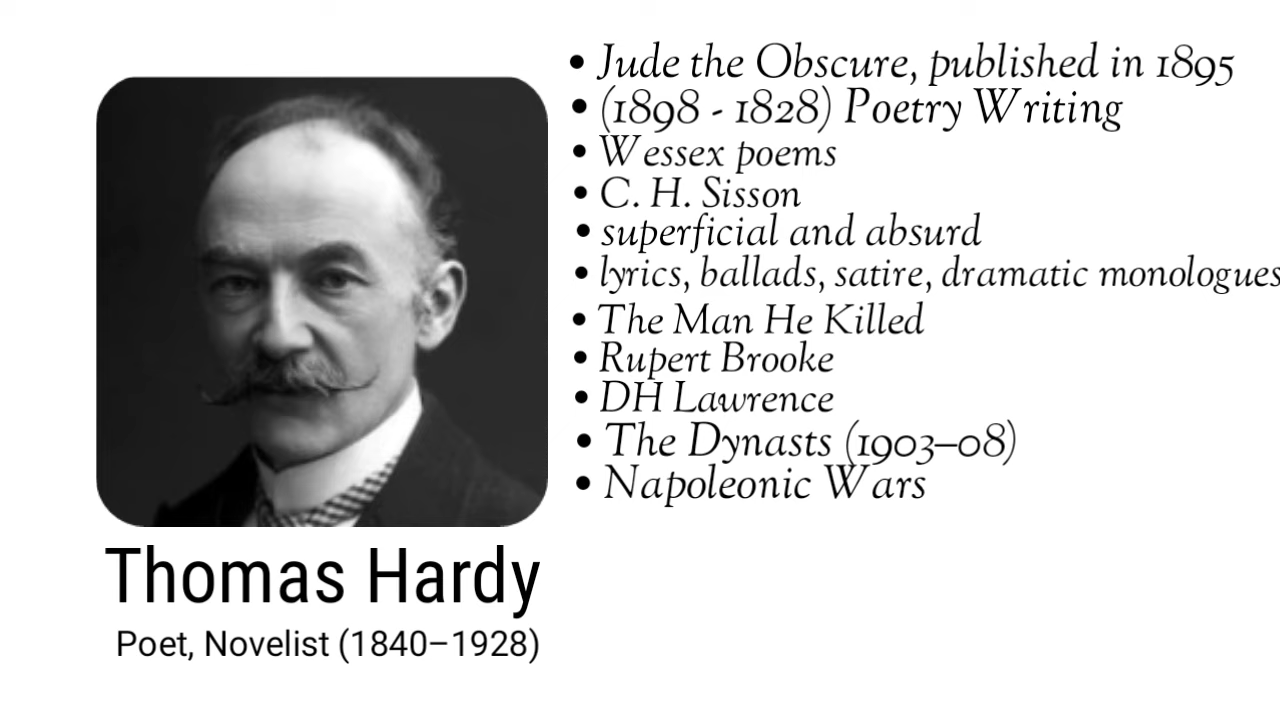 • Jude the Obscure, published in 1895
• (1898 - 1828) Poetry Writing
• Wessex poems
• C. H. Sisson
• superficial and absurd
• lyrics, ballads, satire, dramatic monologues
• The Man He Killed
• Rupert Brooke
• DH Lawrence
• The Dynasts (1903–08)
• Napoleonic Wars
Thomas Hardy
Poet, Novelist (1840–1928)